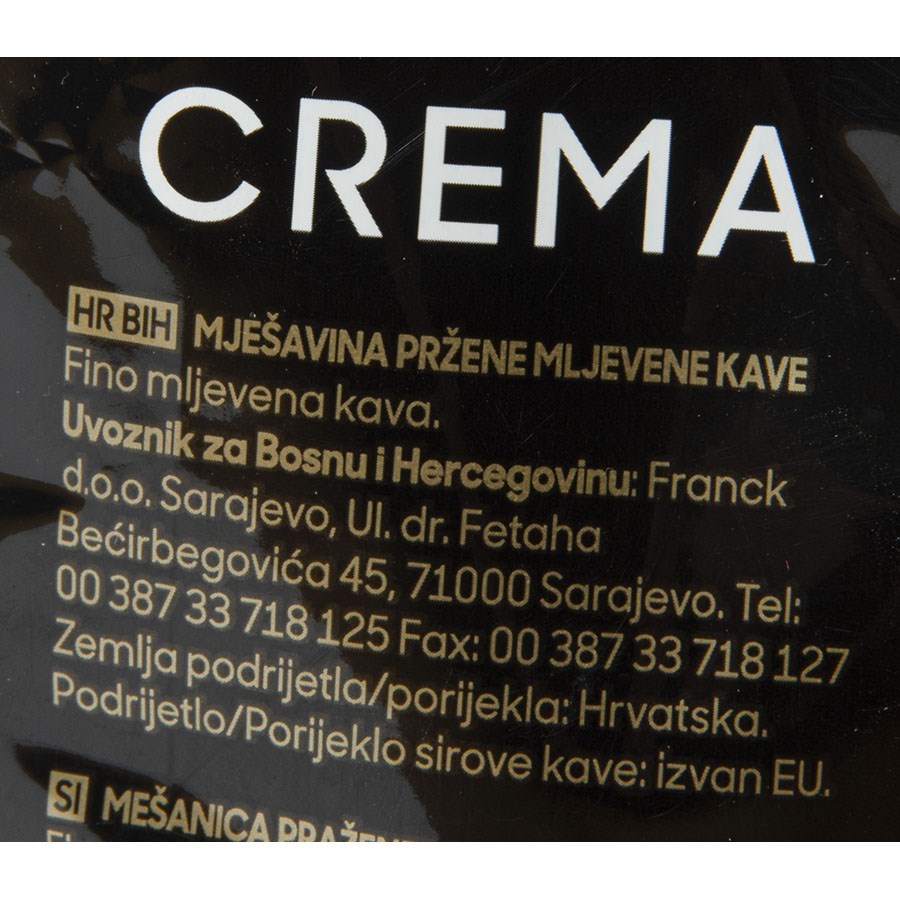 CREMA
HR BIH MJEŠAVINA PRŽENE MLJEVENE KAVE
Fino mljevena kava.
Uvoznik za Bosnu i Hercegovinu: Franck
d.o.o. Sarajevo, Ul. dr. Fetaha
Bećirbegovića 45, 71000 Sarajevo. Tel:
00 387 33 718 125 Fax: 00 387 33 718 127
Zemlja podrijetla/porijekla: Hrvatska.
Podrijetlo/Porijeklo sirove kave: izvan EU.
SI MEŠANICA